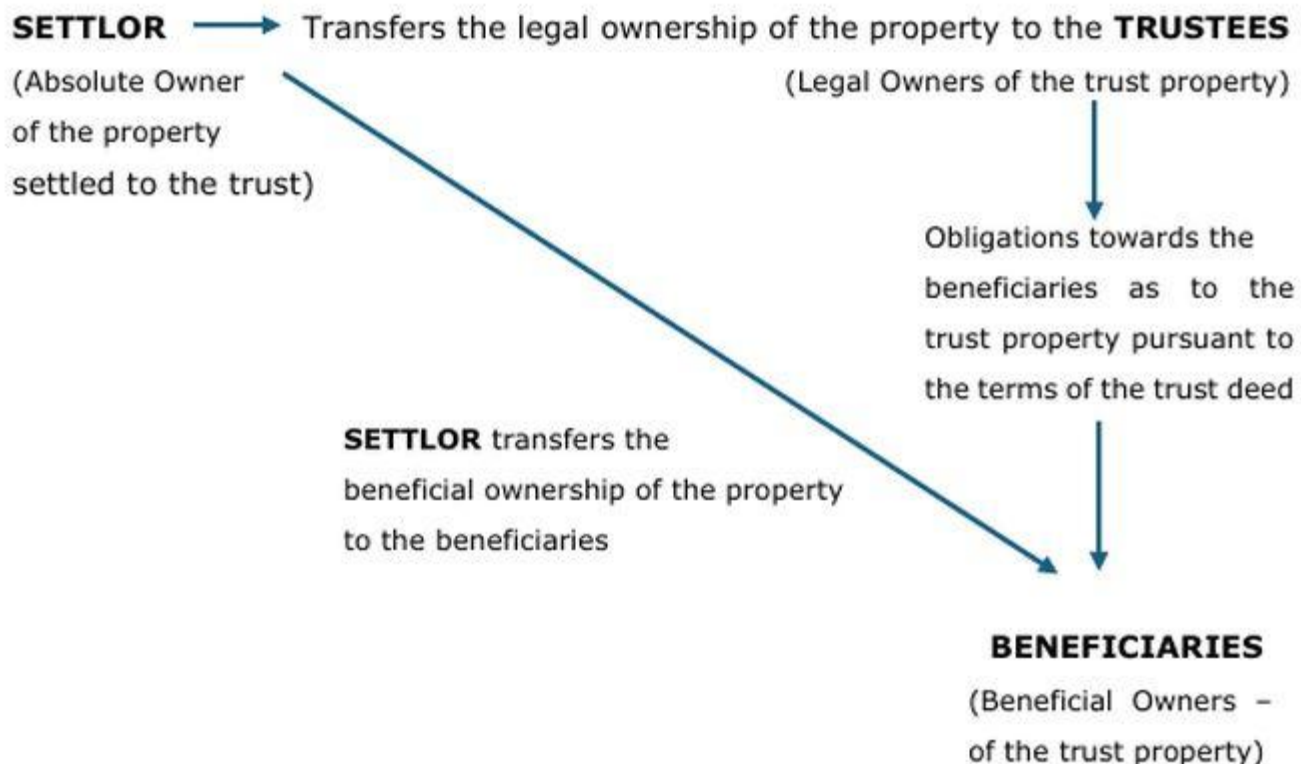 SETTLOR Transfers the legal ownership of the property to the TRUSTEES
(Absolute Owner
of the property
settled to the trust)
(Legal Owners of the trust property)
Obligations towards the
beneficiaries as to the
trust property pursuant to
the terms of the trust deed
SETTLOR transfers the
beneficial ownership of the property
to the beneficiaries
BENEFICIARIES
(Beneficial Owners –
of the trust property)